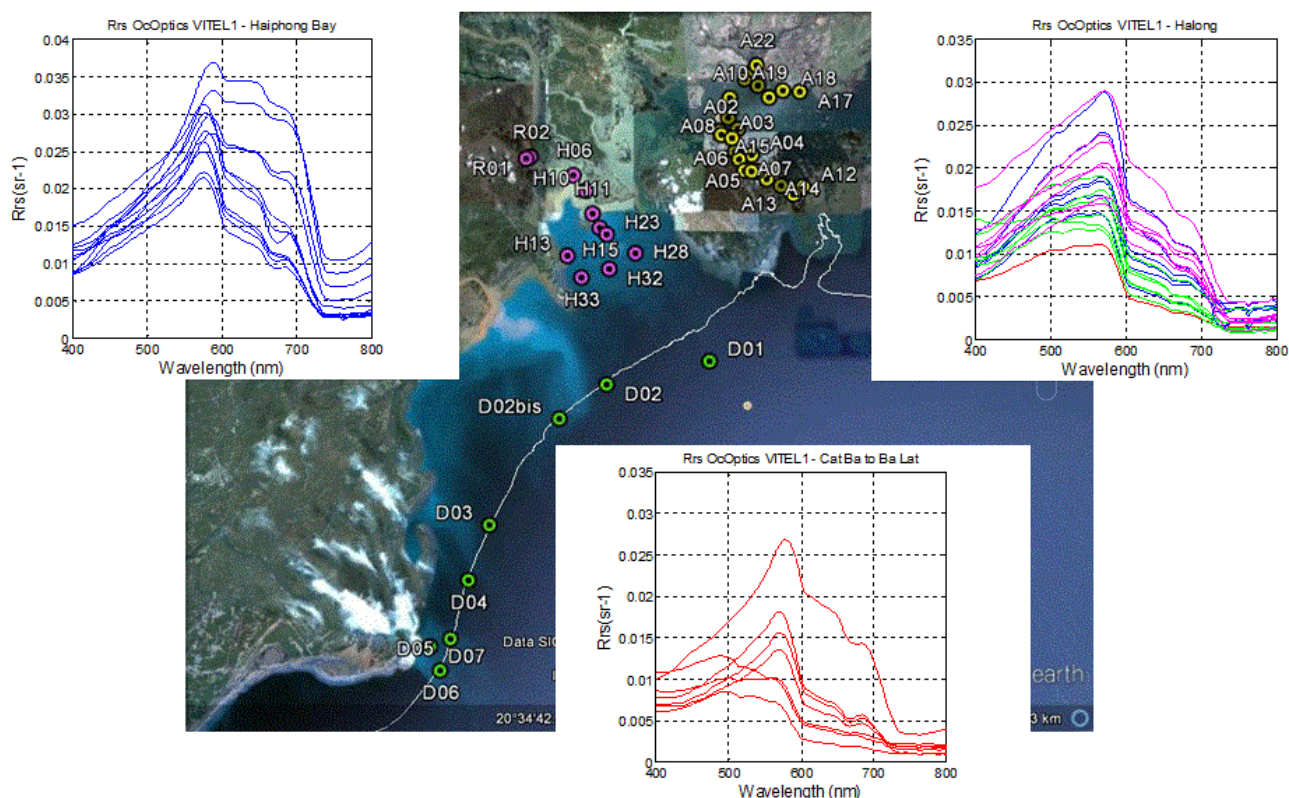 Rrs OcOptics VITEL1 - Haiphong Bay
0.04
0.035
0.03
0.025
0.02
0.015
0.01
0.005
0
Rrs(sr-1)
400 500 600 700 800
Wavelength (nm)
A22
A10 A19 A18
A17
A02
A08 A03
A15 A04
A06 A07 A12
A05 A14
A13
R02
R01 H06
H10 H11
H23
H13 H15 H28
H32
H33
Rrs OcOptics VITEL1 - Halong
0.035
0.03
0.025
0.02
0.015
0.01
0.005
0
Rrs(sr-1)
400 500 600 700 800
Wavelength (nm)
D01
D02
D02bis
D03
D04
D05 D07
D06
Data SIO
20°34'42.
earth
3 km
Rrs OcOptics VITEL1 - Cat Ba to Ba Lat
0.035
0.03
0.025
0.02
0.015
0.01
0.005
0
Rrs(sr-1)
400 500 600 700 800
Wavelength (nm)